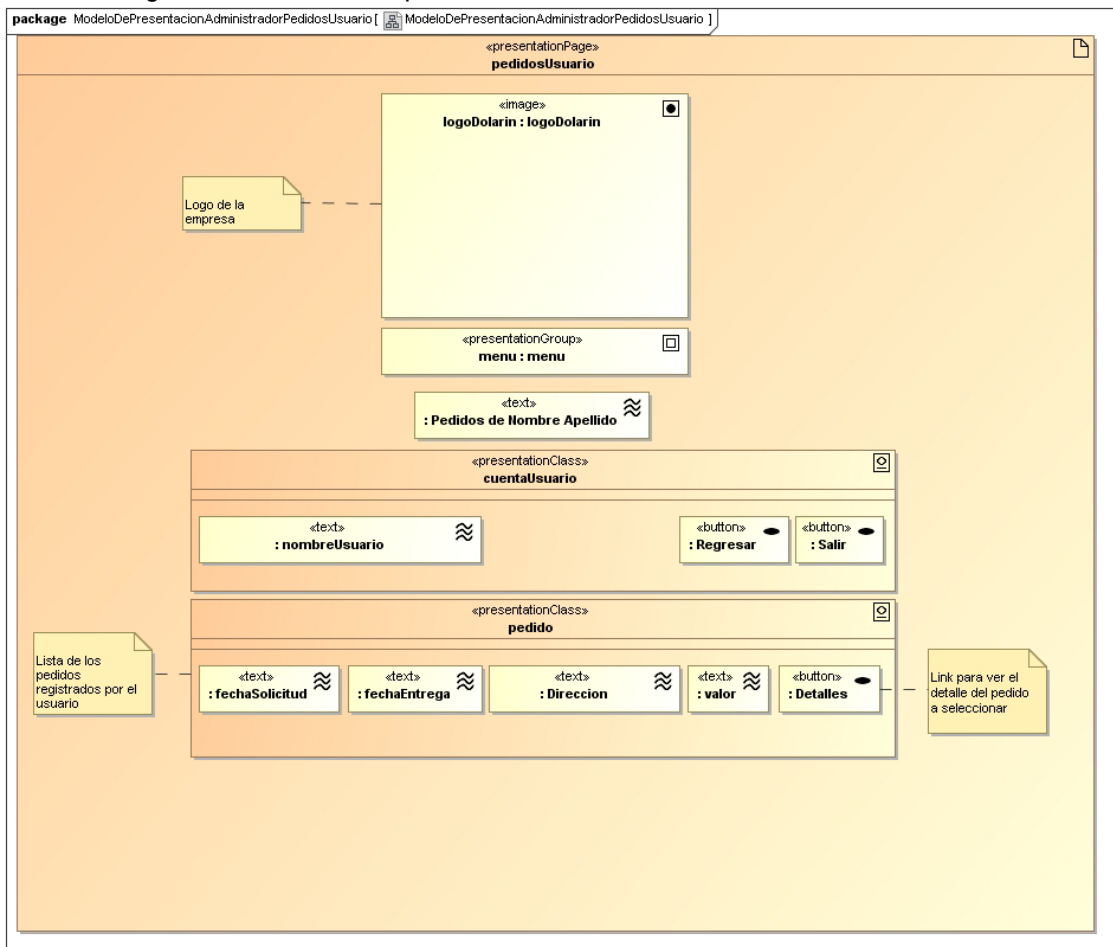 package ModeloDePresentacionAdministradorPedidosUsuario [ ModeloDePresentacionAdministradorPedidosUsuario ]
«presentationPage»
pedidosUsuario
«image»
logoDolarin : logoDolarin
Logo de la
empresa
«presentationGroup»
menu : menu
«text»
: Pedidos de Nombre Apellido
«presentationClass»
cuentaUsuario
«text»
: nombreUsuario
«button»
: Regresar
«button»
: Salir
«presentationClass»
pedido
Lista de los
pedidos
registrados por el
usuario
«text»
: fechaSolicitud
«text»
: fechaEntrega
«text»
: Direccion
«text»
: valor
«button»
: Detalles
Link para ver el
detalle del pedido
a seleccionar